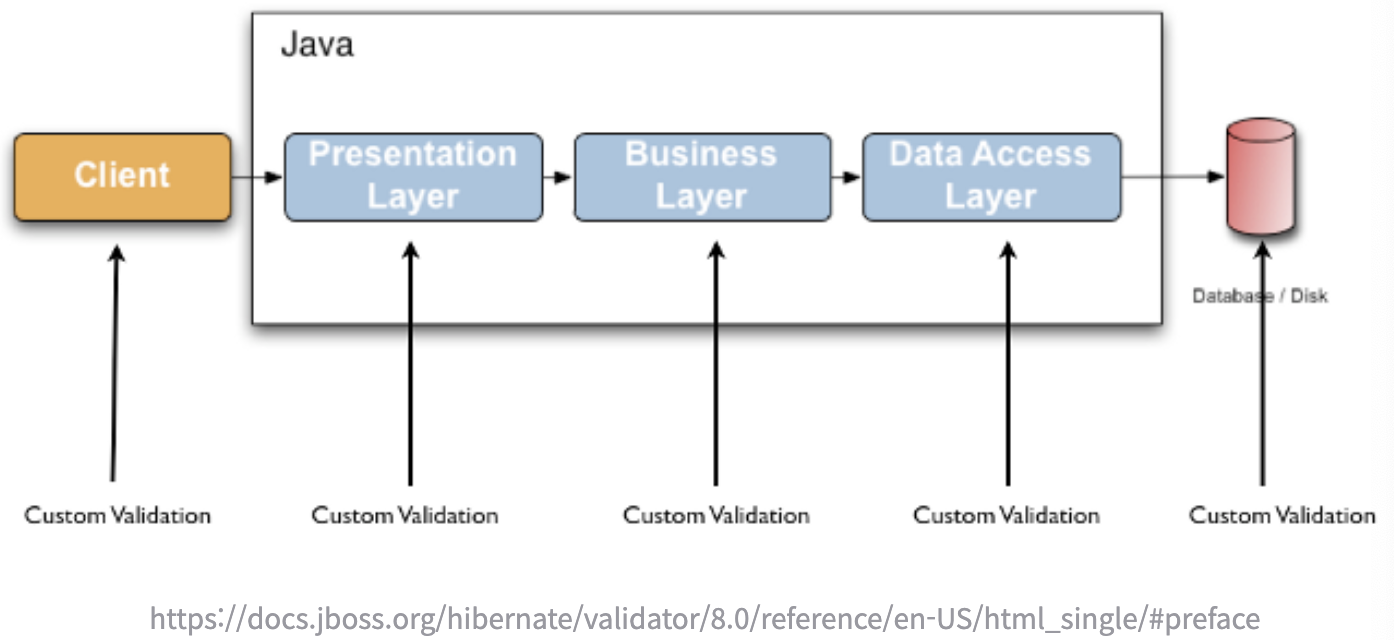 Java
Client
Presentation
Layer
Business
Layer
Data Access
Layer
Database / Disk
Custom Validation
Custom Validation
Custom Validation
Custom Validation
Custom Validation
https://docs.jboss.org/hibernate/validator/8.0/reference/en-US/html_single/#preface